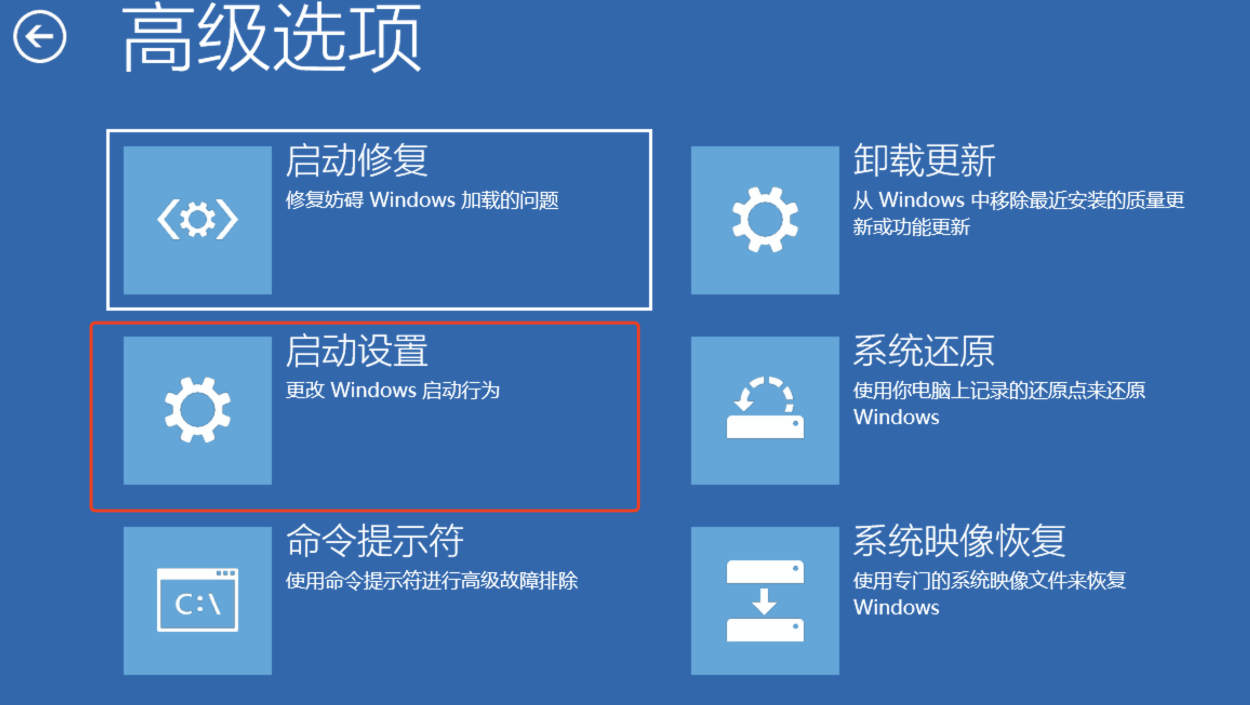 高级选项
启动修复
修复妨碍 Windows 加载的问题
卸载更新
从 Windows 中移除最近安装的质量更
新或功能更新
启动设置
更改 Windows 启动行为
系统还原
使用你电脑上记录的还原点来还原
Windows
命令提示符
使用命令提示符进行高级故障排除
C:\
系统映像恢复
使用专门的系统映像文件来恢复
Windows